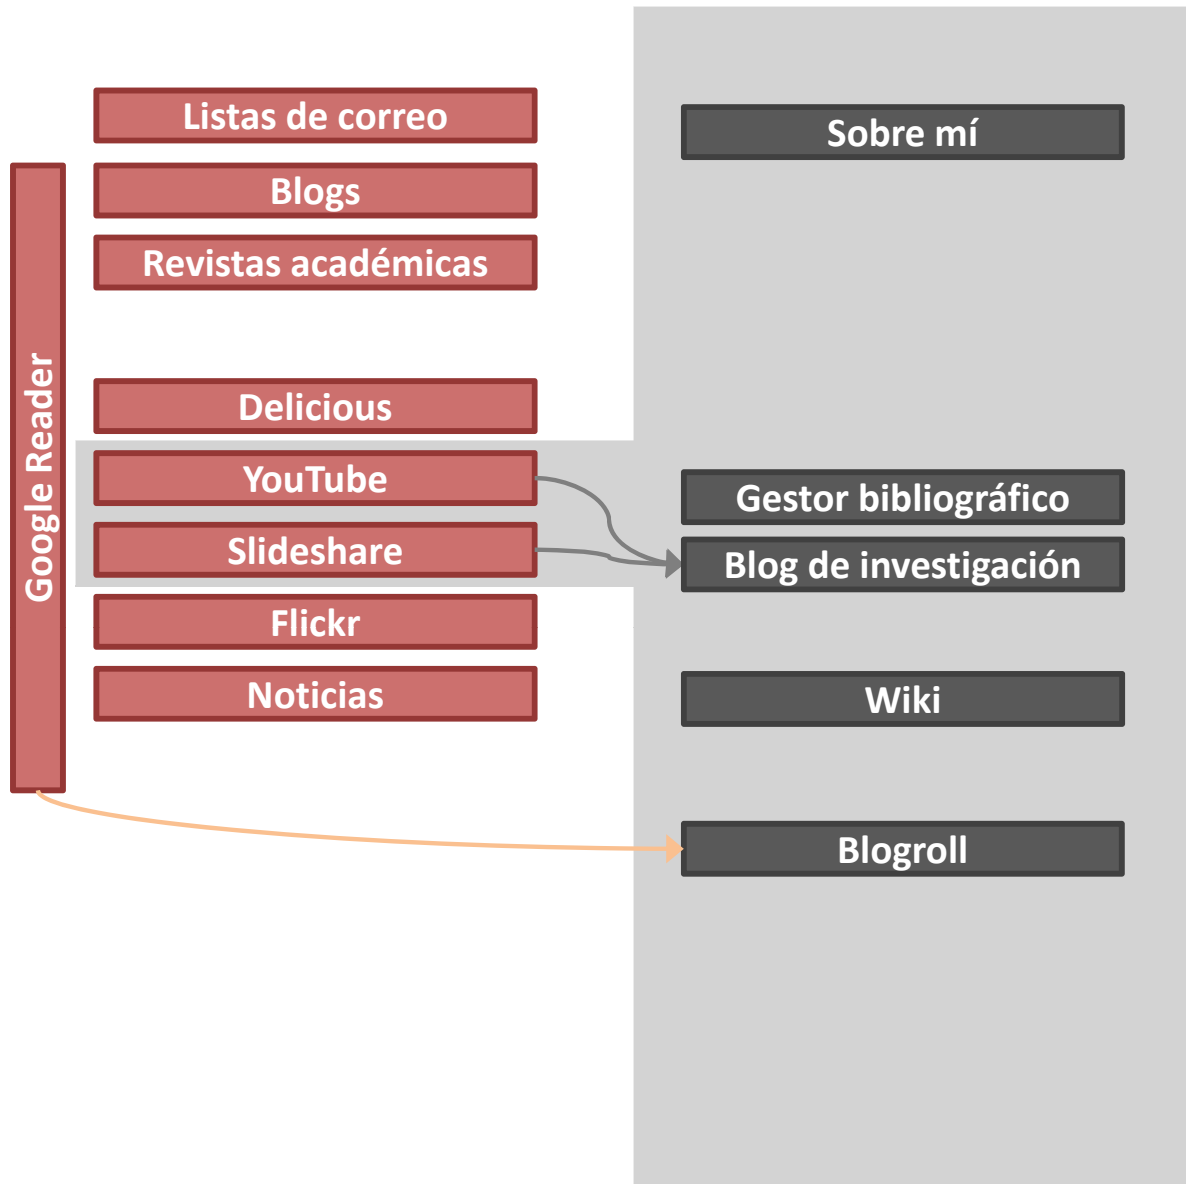 Google Reader
Listas de correo
Blogs
Revistas académicas
Delicious
YouTube
Slideshare
Flickr
Noticias
Sobre mí
Gestor bibliográfico
Blog de investigación
Wiki
Blogroll